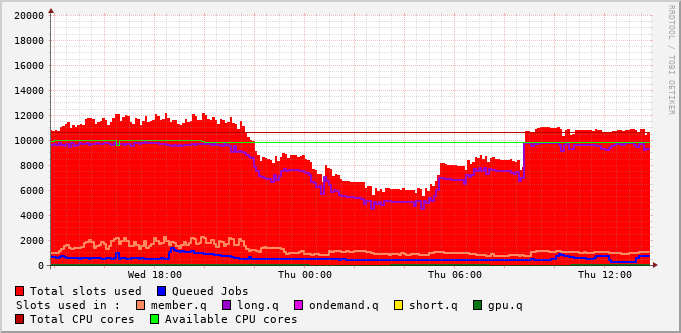 20000
18000
16000
14000
12000
10000
8000
6000
4000
2000
0
Wed 18:00 Thu 00:00 Thu 06:00 Thu 12:00
Total slots used Queued Jobs
Slots used in : member.q long.q ondemand.q short.q gpu.q
Total CPU cores Available CPU cores
RRDTOOL / TOBI OETIKER